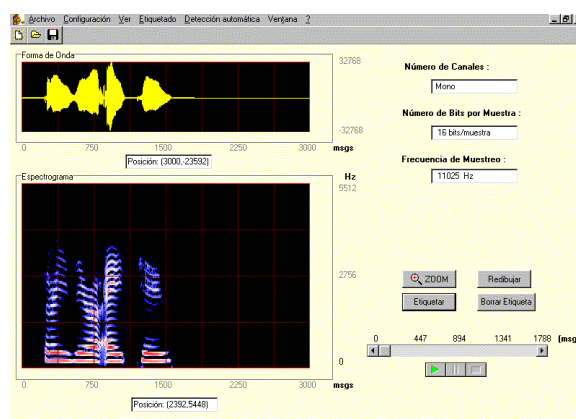 Archivo Configuración Ver Etiquetado Detección automática Ventana ?
Forma de Onda
32768
-32768
0 750 1500 2250 3000 msgs
Posición: (3000,-23592)
Espectrograma
Hz
5512
2756
0
0 750 1500 2250 3000 msgs
Posición: (2392,5448)
Número de Canales :
Mono
Número de Bits por Muestra :
16 bits/muestra
Frecuencia de Muestreo :
11025 Hz
ZOOM Redibujar
Etiquetar Borrar Etiqueta
0 447 894 1341 1788 (msg